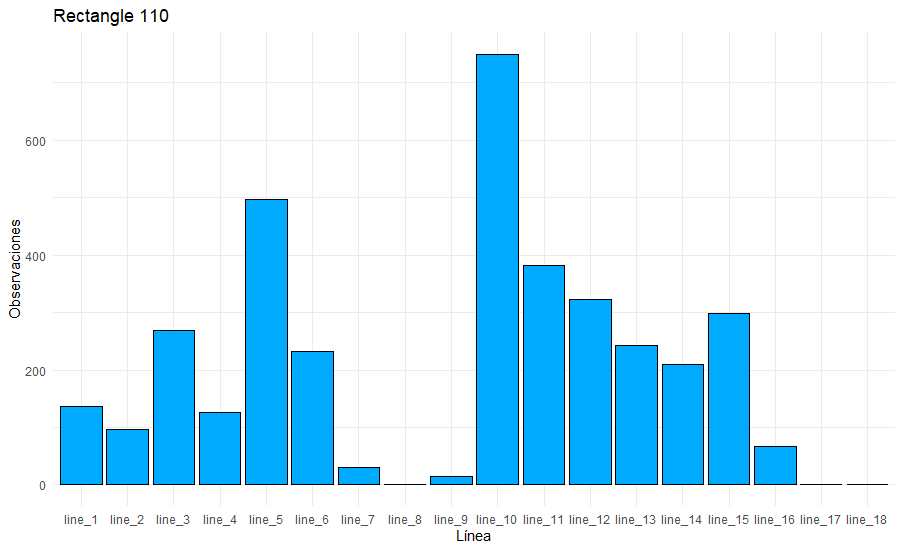 Rectangle 110
Observaciones
600
400
200
0
line_1 line_2 line_3 line_4 line_5 line_6 line_7 line_8 line_9 line_10 line_11 line_12 line_13 line_14 line_15 line_16 line_17 line_18
Línea